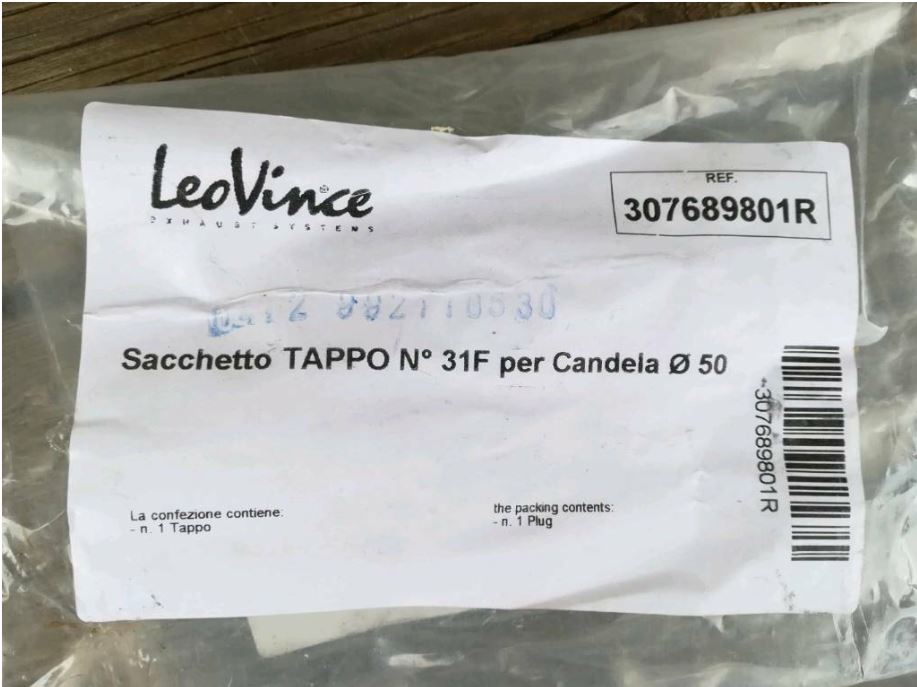 LeoVince
EXHAUST SYSTEMS
REF.
307689801R
992110530
Sacchetto TAPPO N° 31F per Candela Ø 50
307689801R
La confezione contiene:
- n. 1 Tappo
the packing contents:
- n. 1 Plug